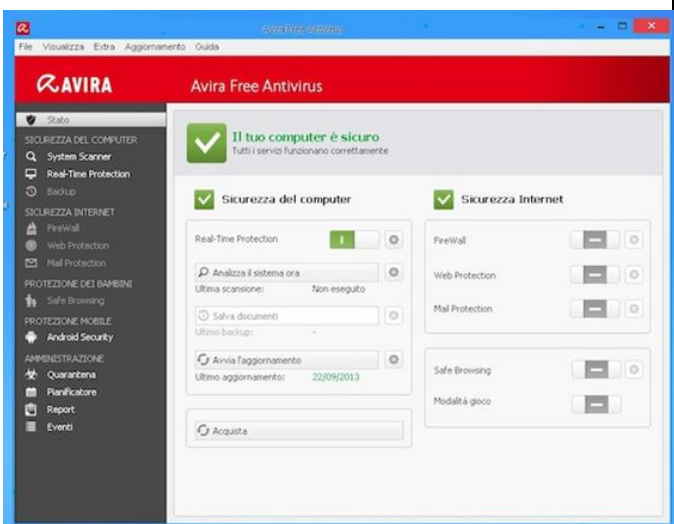 Avira Free Antivirus
File Visualizza Extra Aggiornamento Guida
AVIRA
Avira Free Antivirus
Stato
SICUREZZA DEL COMPUTER
System Scanner
Real-Time Protection
Backup
SICUREZZA INTERNET
FireWall
Web Protection
Mail Protection
PROTEZIONE DEI BAMBINI
Safe Browsing
PROTEZIONE MOBILE
Android Security
AMMINISTRAZIONE
Quarantena
Pianificatore
Report
Eventi
Il tuo computer è sicuro
Tutti i servizi funzionano correttamente
Sicurezza del computer
Real-Time Protection
Analizza il sistema ora
Ultima scansione: Non eseguito
Salva documenti
Ultimo backup: -
Avvia l'aggiornamento
Ultimo aggiornamento: 22/09/2013
Acquista
Sicurezza Internet
FireWall
Web Protection
Mail Protection
Safe Browsing
Modalità gioco